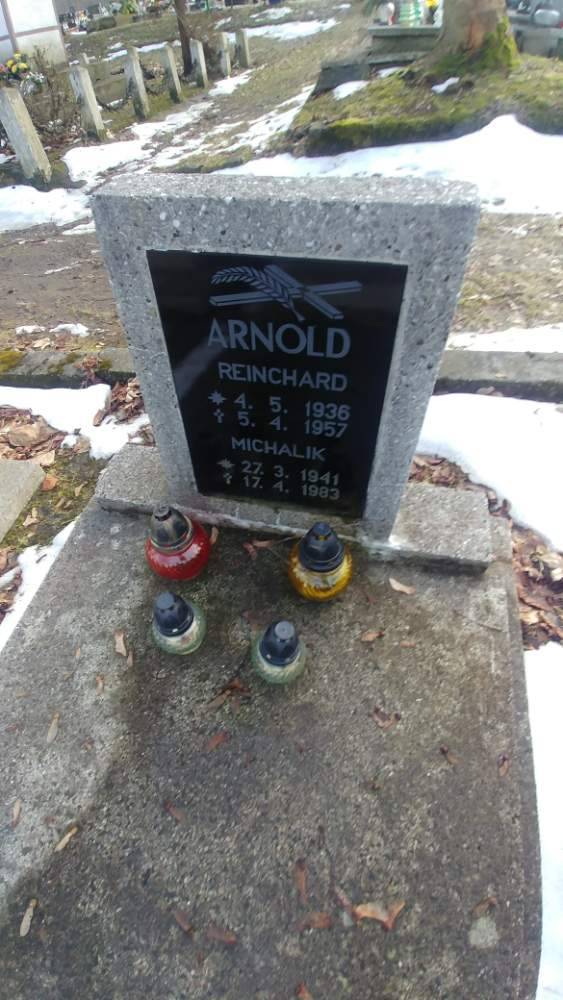 ARNOLD
REINCHARD
* 4. 5. 1936
† 5. 4. 1957
MICHALIK
* 27. 3. 1941
† 17. 4. 1983